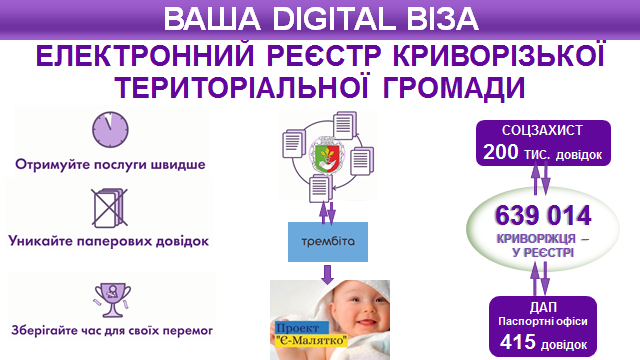 ВАША DIGITAL ВІЗА
ЕЛЕКТРОННИЙ РЕЄСТР КРИВОРІЗЬКОЇ
ТЕРИТОРІАЛЬНОЇ ГРОМАДИ
Отримуйте послуги швидше
Уникайте паперових довідок
Зберігайте час для своїх перемог
трембіта
Проект
"Є-Малятко"
СОЦЗАХИСТ
200 ТИС. довідок
639 014
КРИВОРІЖЦЯ –
У РЕЄСТРІ
ДАП
Паспортні офіси
415 довідок